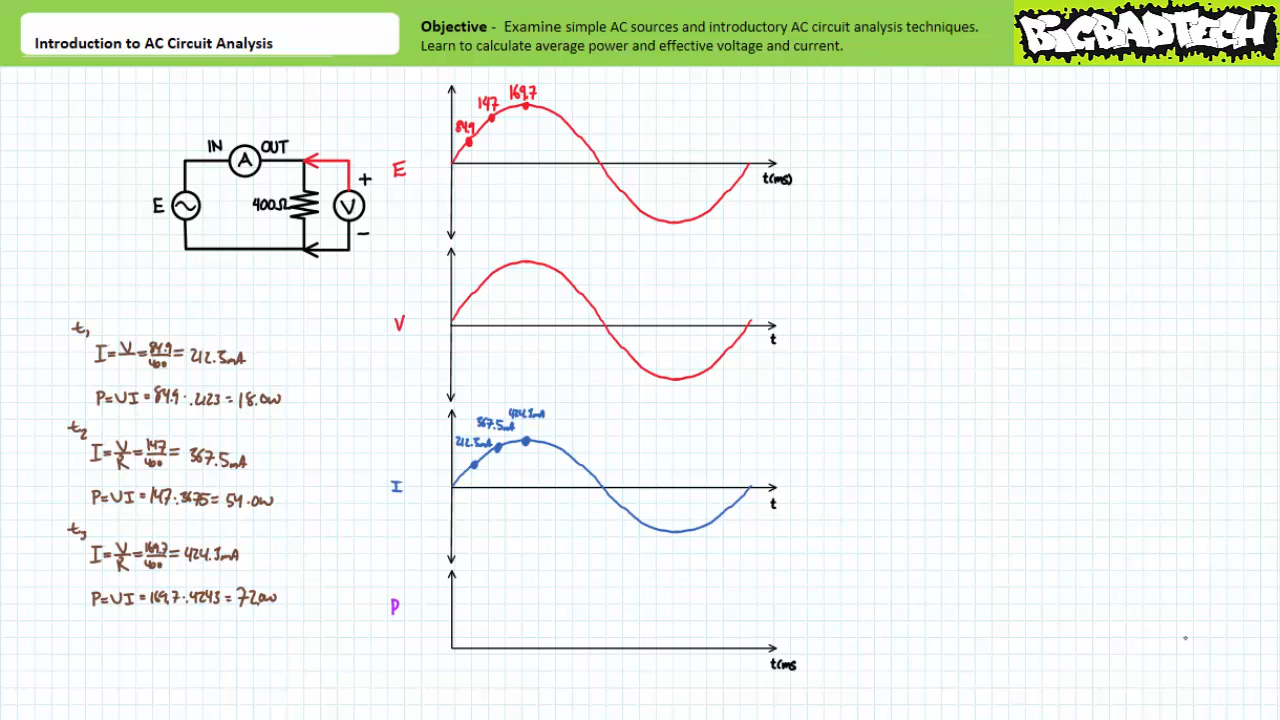 Introduction to AC Circuit Analysis
Objective - Examine simple AC sources and introductory AC circuit analysis techniques.
Learn to calculate average power and effective voltage and current.
BIGBADTECH
IN A OUT
E
400Ω
V
+
-
E
84.9
147
169.7
t(ms)
V
t
I
212.3mA
367.5mA
424.3mA
t
P
t(ms
t1
I = V = 84.9/400 = 212.3mA
P=VI = 84.9 · .2123 = 18.0W
t2
I = V/R = 147/400 = 367.5mA
P=VI = 147 · .3675 = 54.0W
t3
I = V/R = 169.7/400 = 424.3mA
P=VI = 169.7 · .4243 = 72.0W